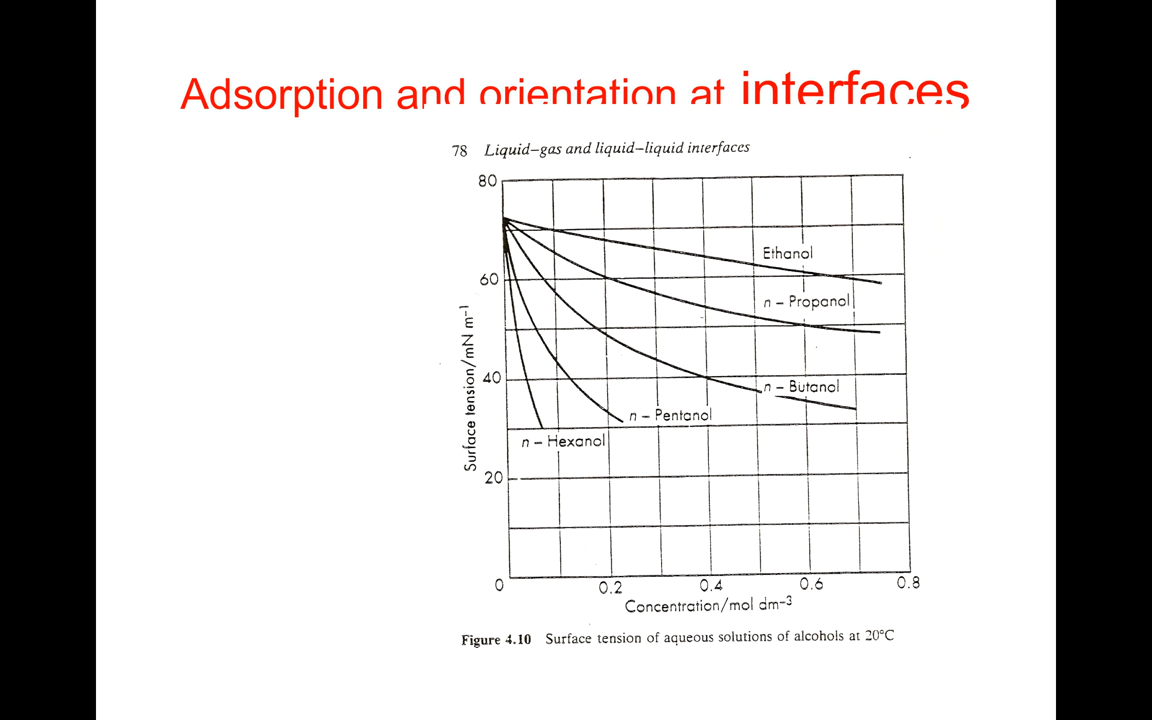 Adsorption and orientation at interfaces
78 Liquid–gas and liquid–liquid interfaces
80
60
40
20
0
0.2
0.4
0.6
0.8
Surface tension/mN m⁻¹
Ethanol
n – Propanol
n – Butanol
n – Pentanol
n – Hexanol
Concentration/mol dm⁻³
Figure 4.10 Surface tension of aqueous solutions of alcohols at 20°C